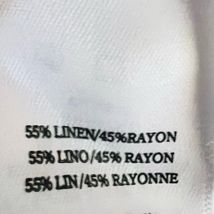 55% LINEN/45%RAYON
55% LINO/45% RAYON
55% LIN/45% RAYONNE